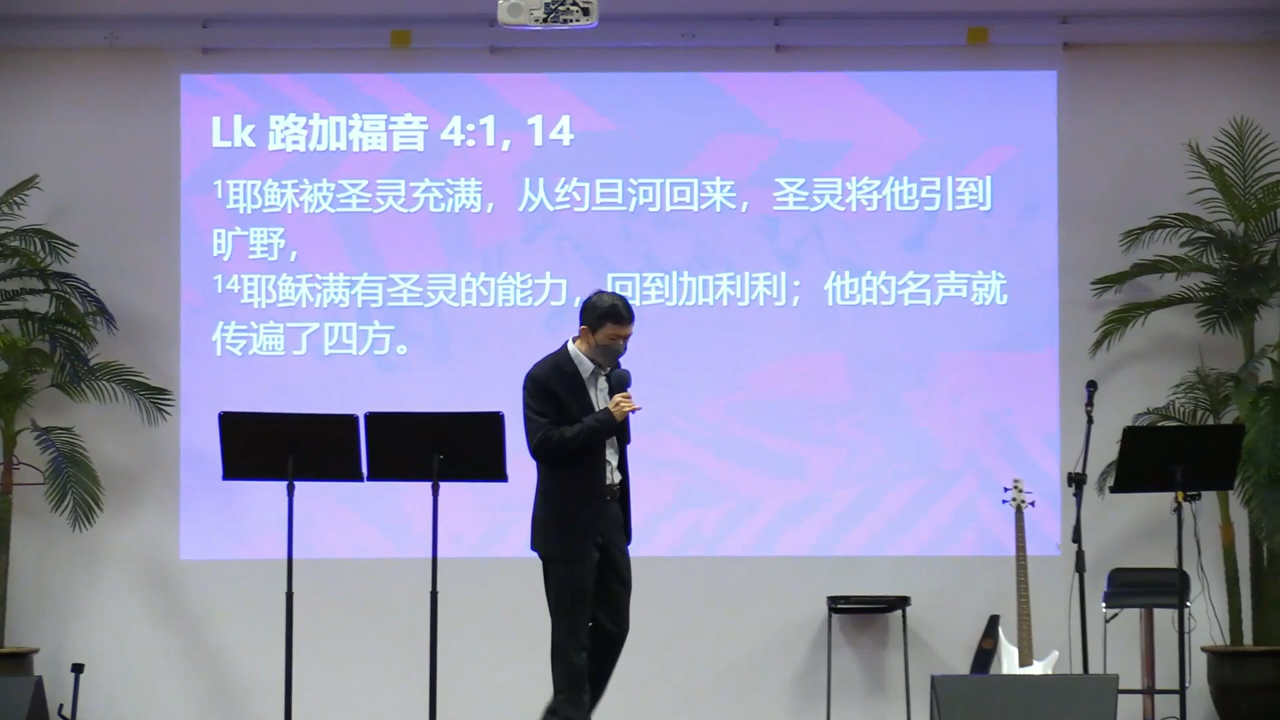 Lk 路加福音 4:1, 14
¹耶稣被圣灵充满，从约旦河回来，圣灵将他引到
旷野，
¹⁴耶稣满有圣灵的能力，回到加利利；他的名声就
传遍了四方。